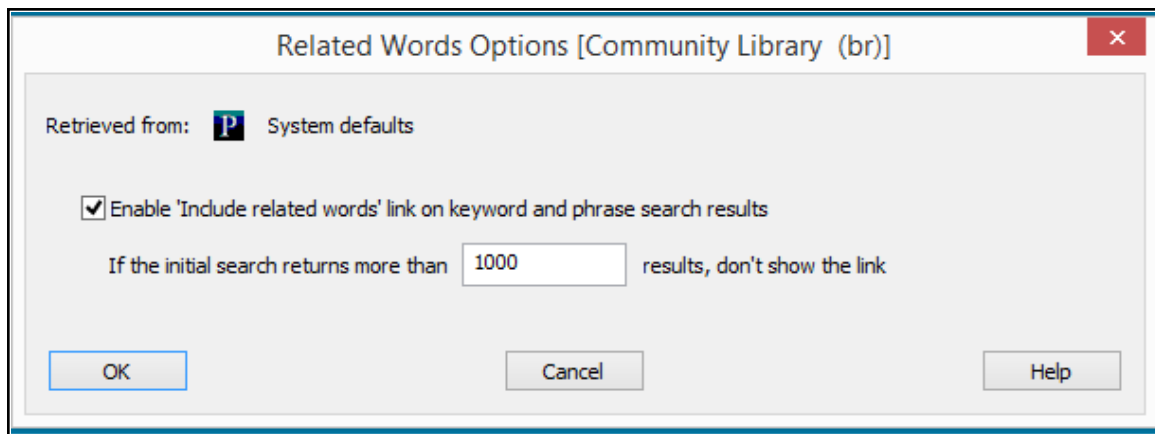 Related Words Options [Community Library (br)]
Retrieved from: P System defaults
Enable 'Include related words' link on keyword and phrase search results
If the initial search returns more than 1000 results, don't show the link
OK Cancel Help